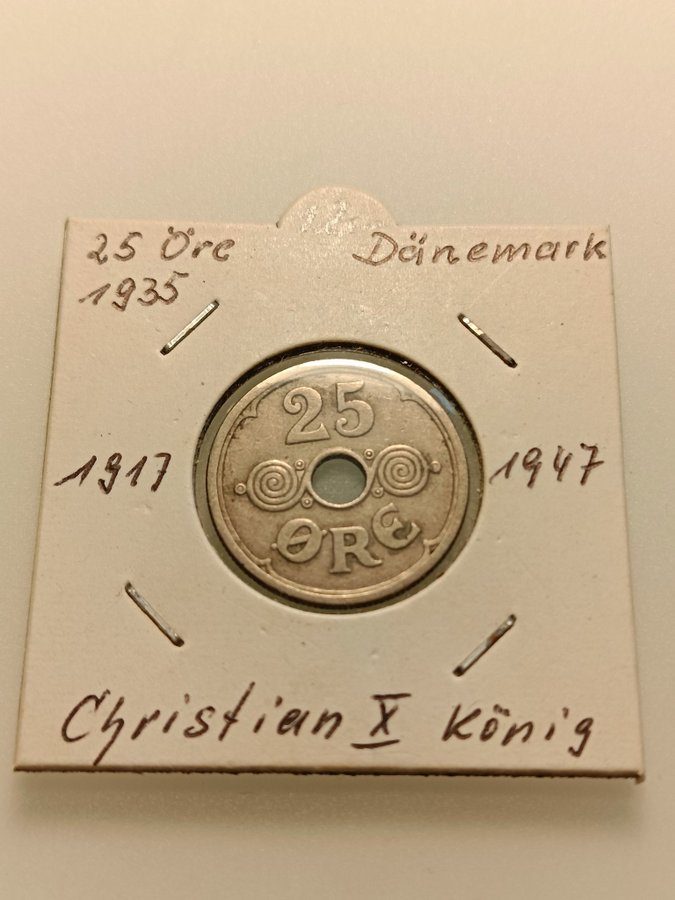 25 Öre Dänemark
1935
25
1917 1947
ØRE
Christian X König